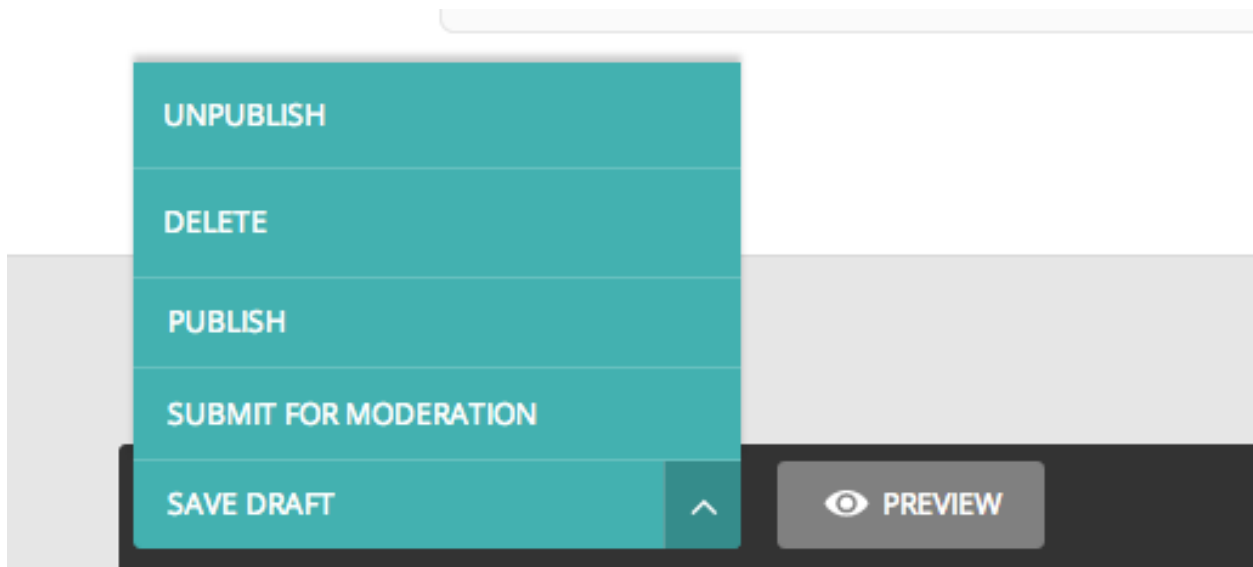 UNPUBLISH
DELETE
PUBLISH
SUBMIT FOR MODERATION
SAVE DRAFT
PREVIEW